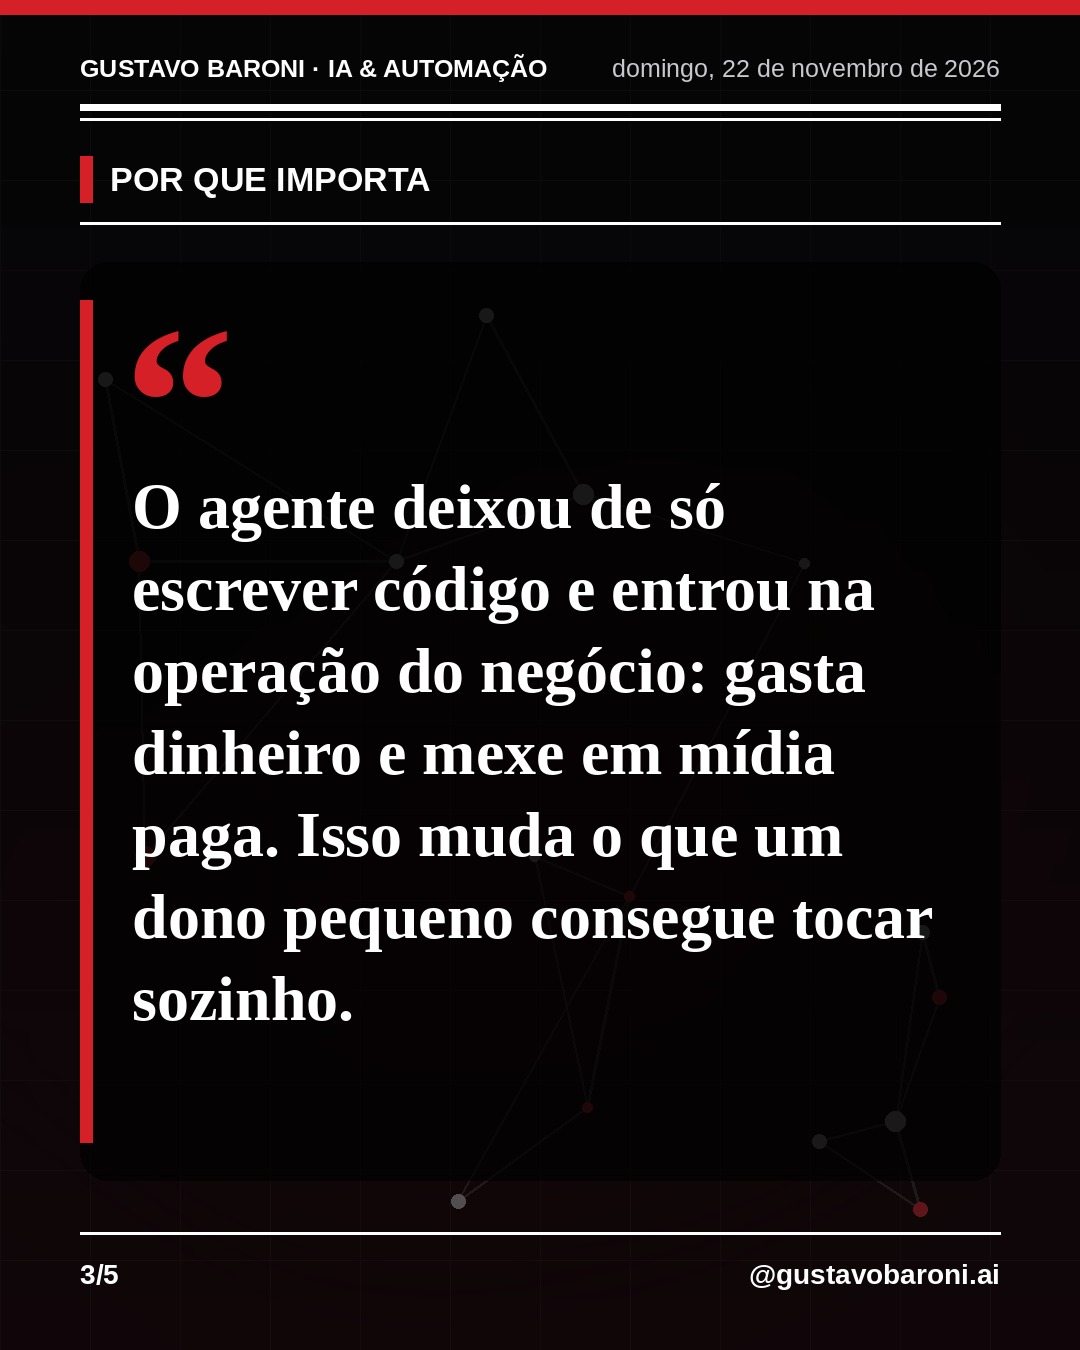 GUSTAVO BARONI · IA & AUTOMAÇÃO
domingo, 22 de novembro de 2026
POR QUE IMPORTA
“
O agente deixou de só
escrever código e entrou na
operação do negócio: gasta
dinheiro e mexe em mídia
paga. Isso muda o que um
dono pequeno consegue tocar
sozinho.
3/5
@gustavobaroni.ai